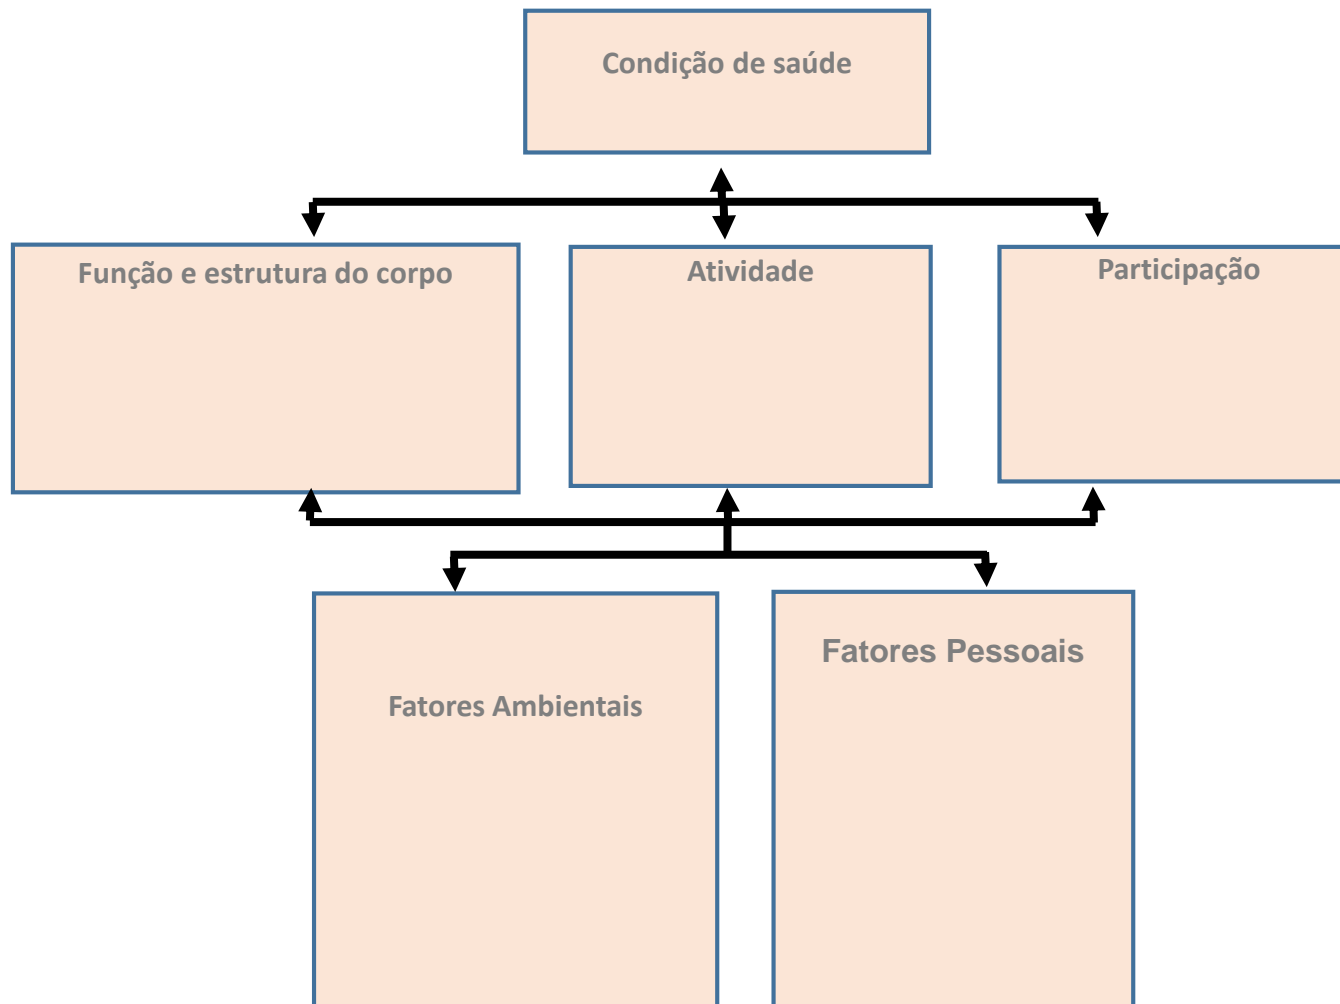 Condição de saúde
Função e estrutura do corpo
Atividade
Participação
Fatores Ambientais
Fatores Pessoais